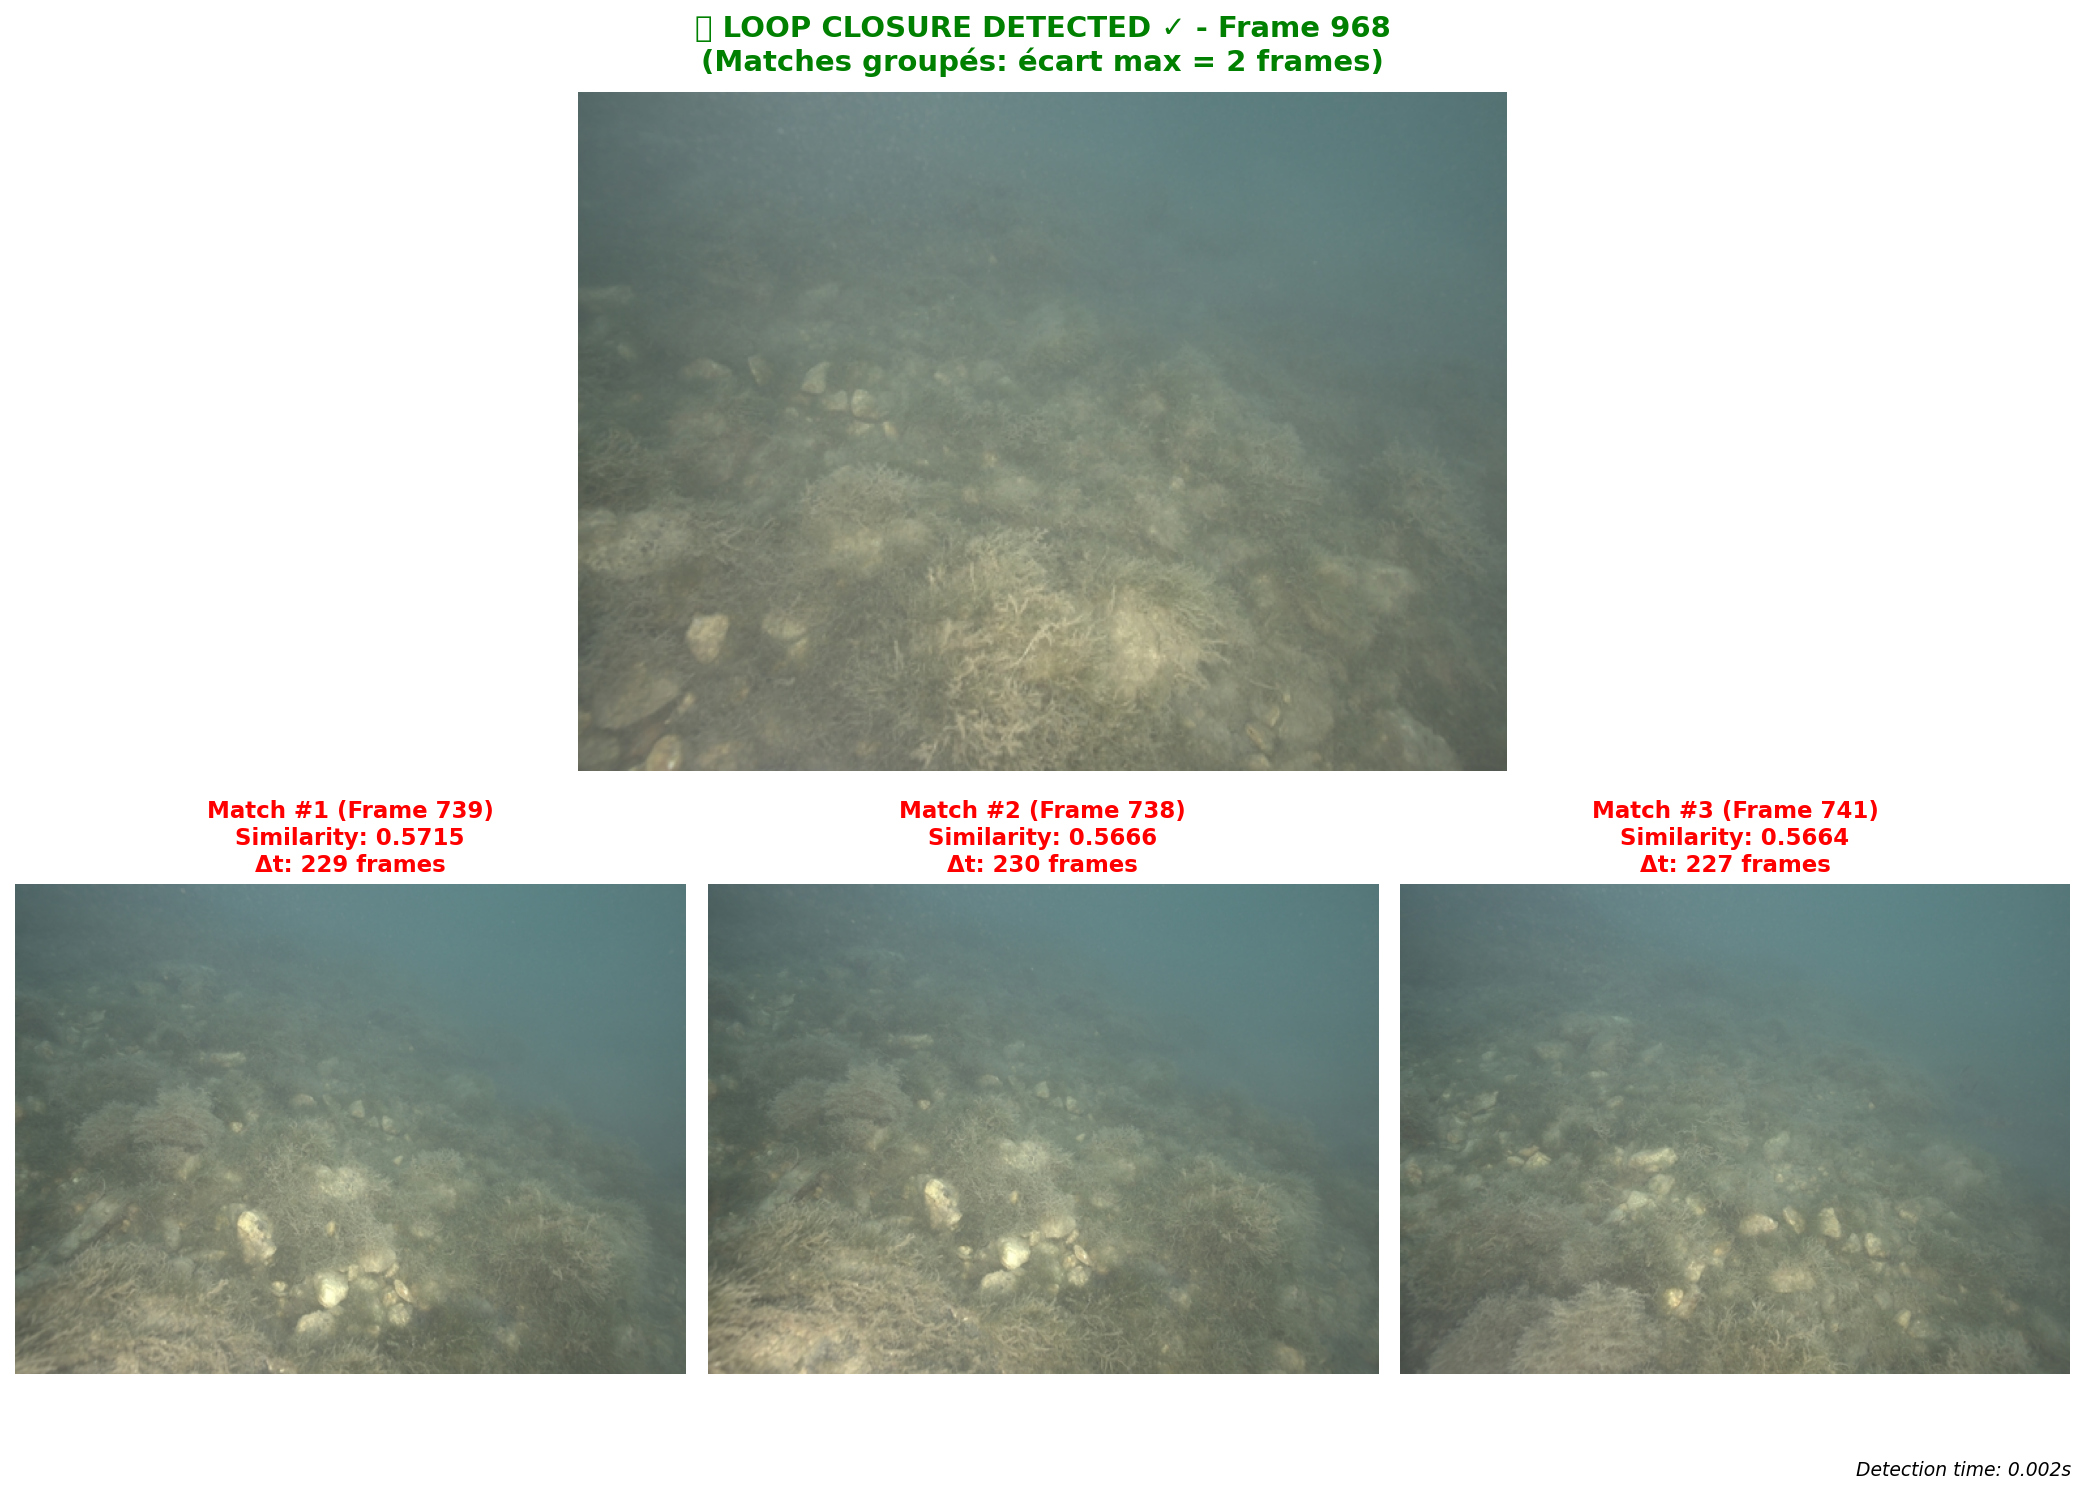 LOOP CLOSURE DETECTED ✓ - Frame 968
(Matches groupés: écart max = 2 frames)
Match #1 (Frame 739)
Similarity: 0.5715
Δt: 229 frames
Match #2 (Frame 738)
Similarity: 0.5666
Δt: 230 frames
Match #3 (Frame 741)
Similarity: 0.5664
Δt: 227 frames
Detection time: 0.002s